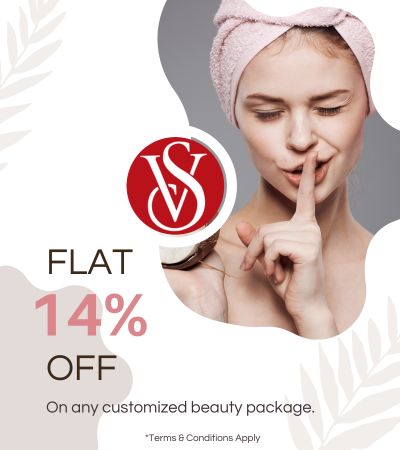 VS
FLAT
14%
OFF
On any customized beauty package.
*Terms & Conditions Apply